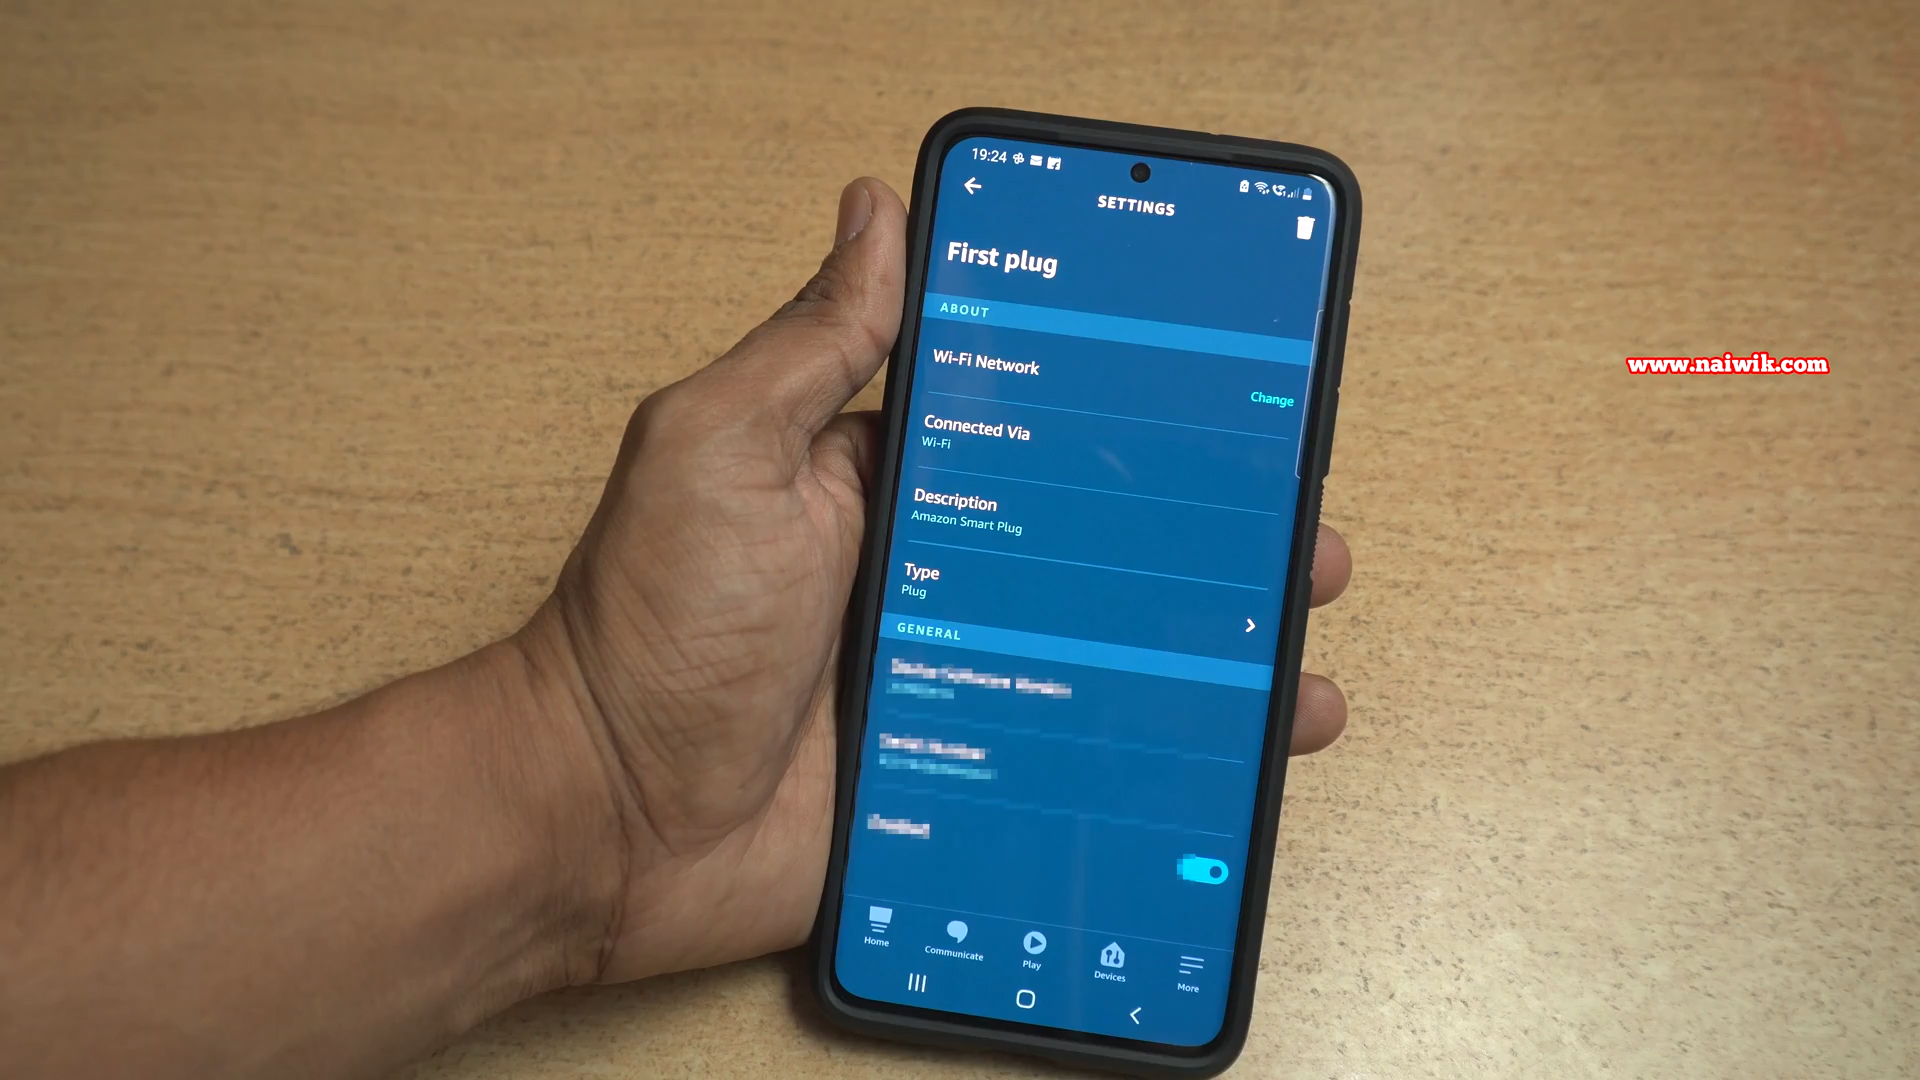 19:24
SETTINGS
First plug
ABOUT
Wi-Fi Network
Change
Connected Via
Wi-Fi
Description
Amazon Smart Plug
Type
Plug
GENERAL
Home
Communicate
Play
Devices
More
www.naiwik.com